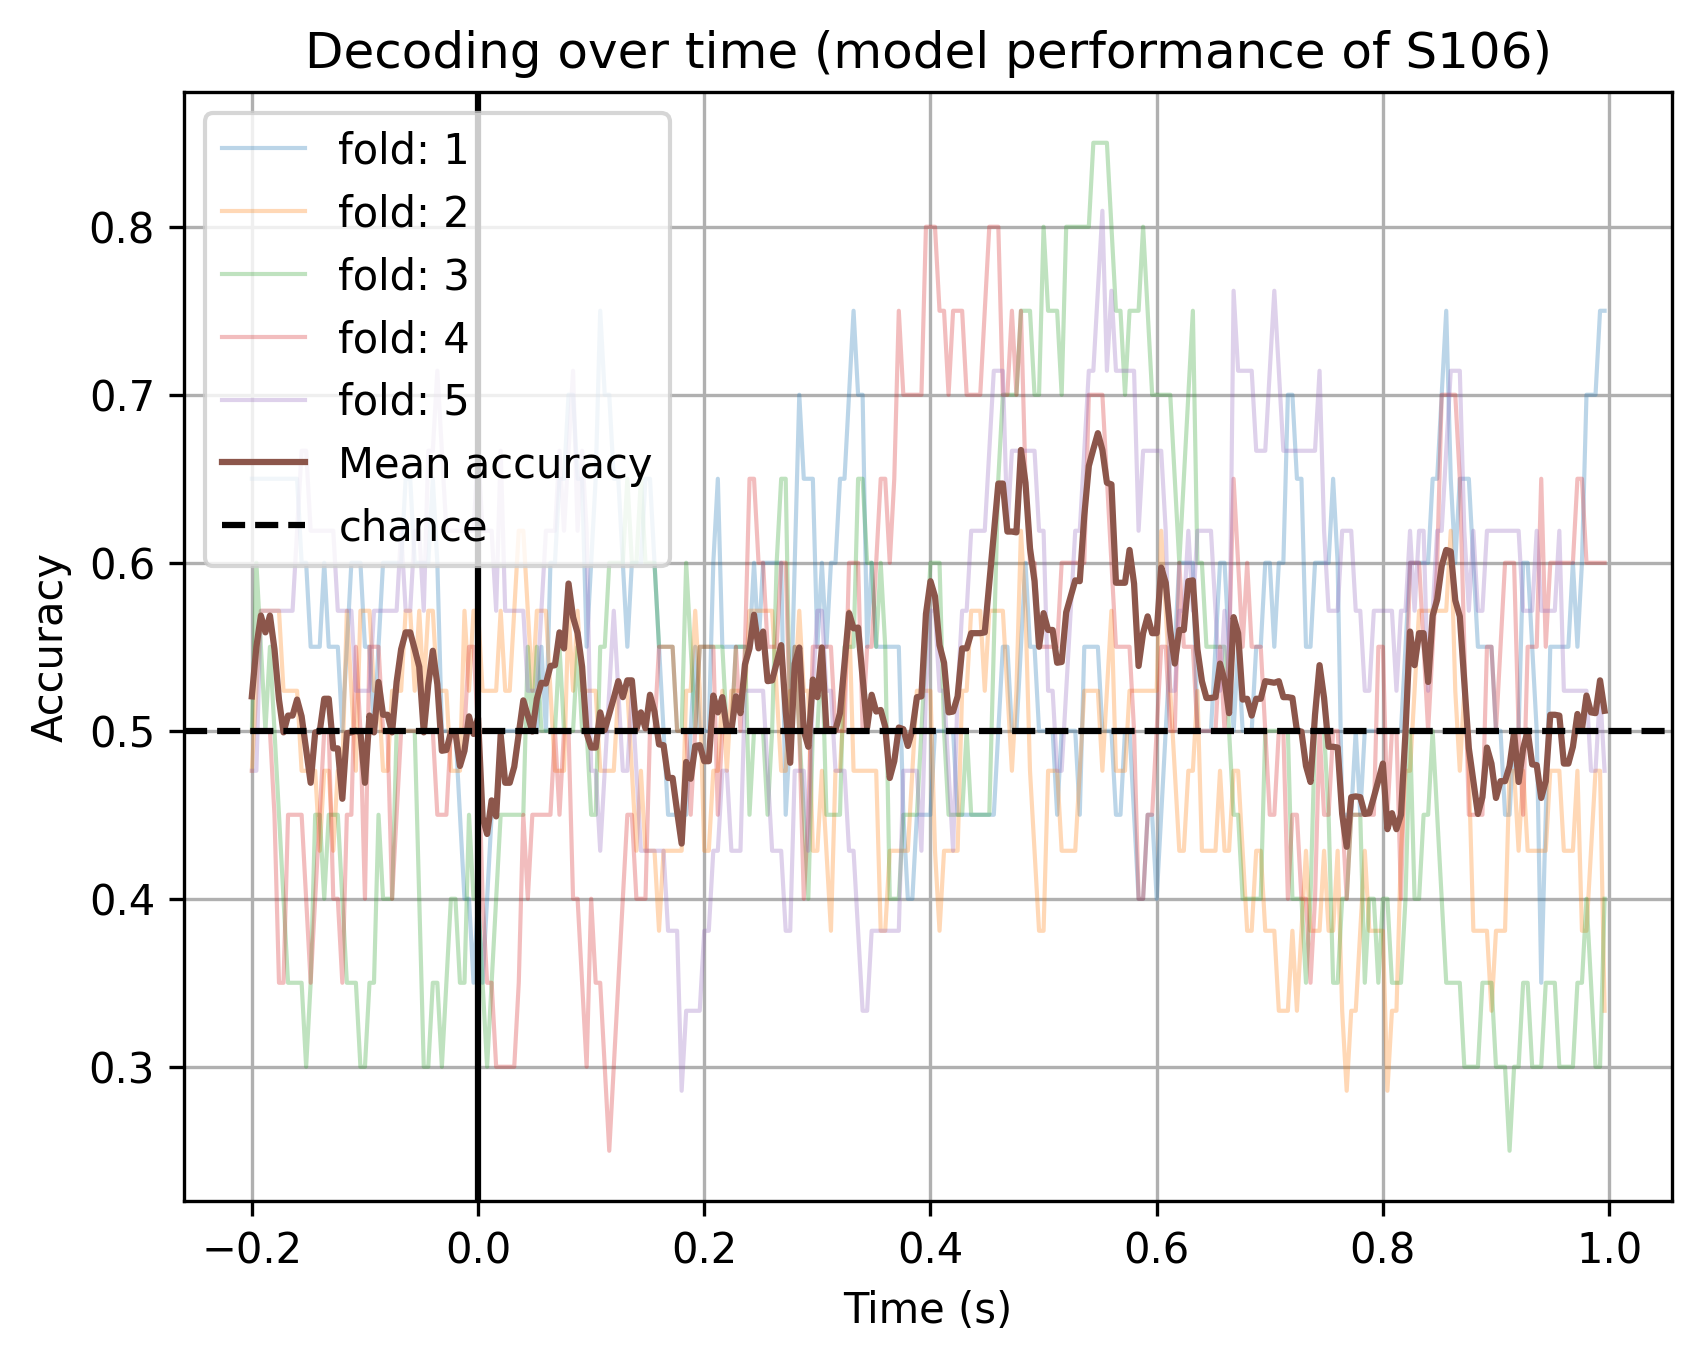 Decoding over time (model performance of S106)
fold: 1
fold: 2
fold: 3
fold: 4
fold: 5
Mean accuracy
chance
Accuracy
0.8
0.7
0.6
0.5
0.4
0.3
−0.2 0.0 0.2 0.4 0.6 0.8 1.0
Time (s)